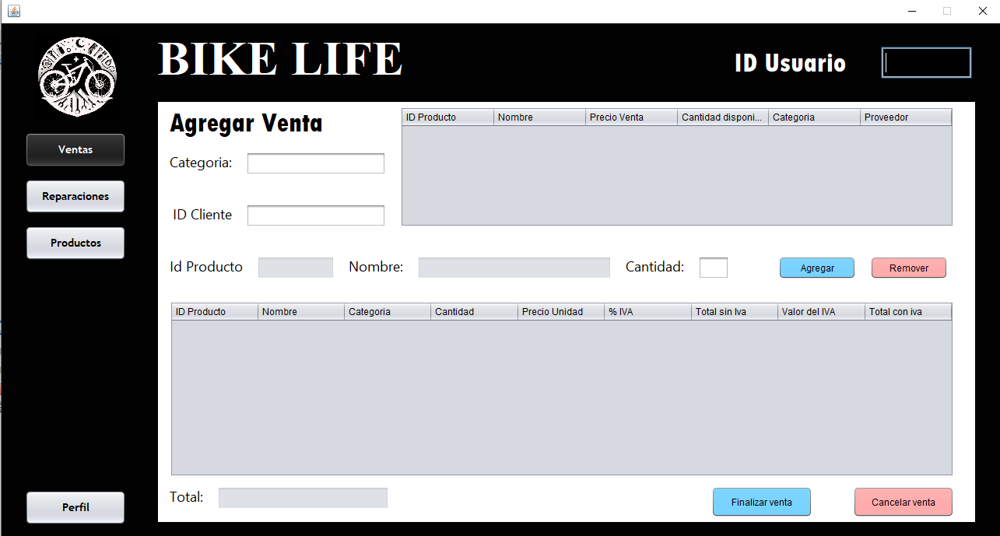 BIKE LIFE
ID Usuario
Ventas
Reparaciones
Productos
Perfil
Agregar Venta
Categoria:
ID Cliente
ID Producto Nombre Precio Venta Cantidad disponi... Categoria Proveedor
Id Producto Nombre: Cantidad: Agregar Remover
ID Producto Nombre Categoria Cantidad Precio Unidad % IVA Total sin Iva Valor del IVA Total con iva
Total: Finalizar venta Cancelar venta